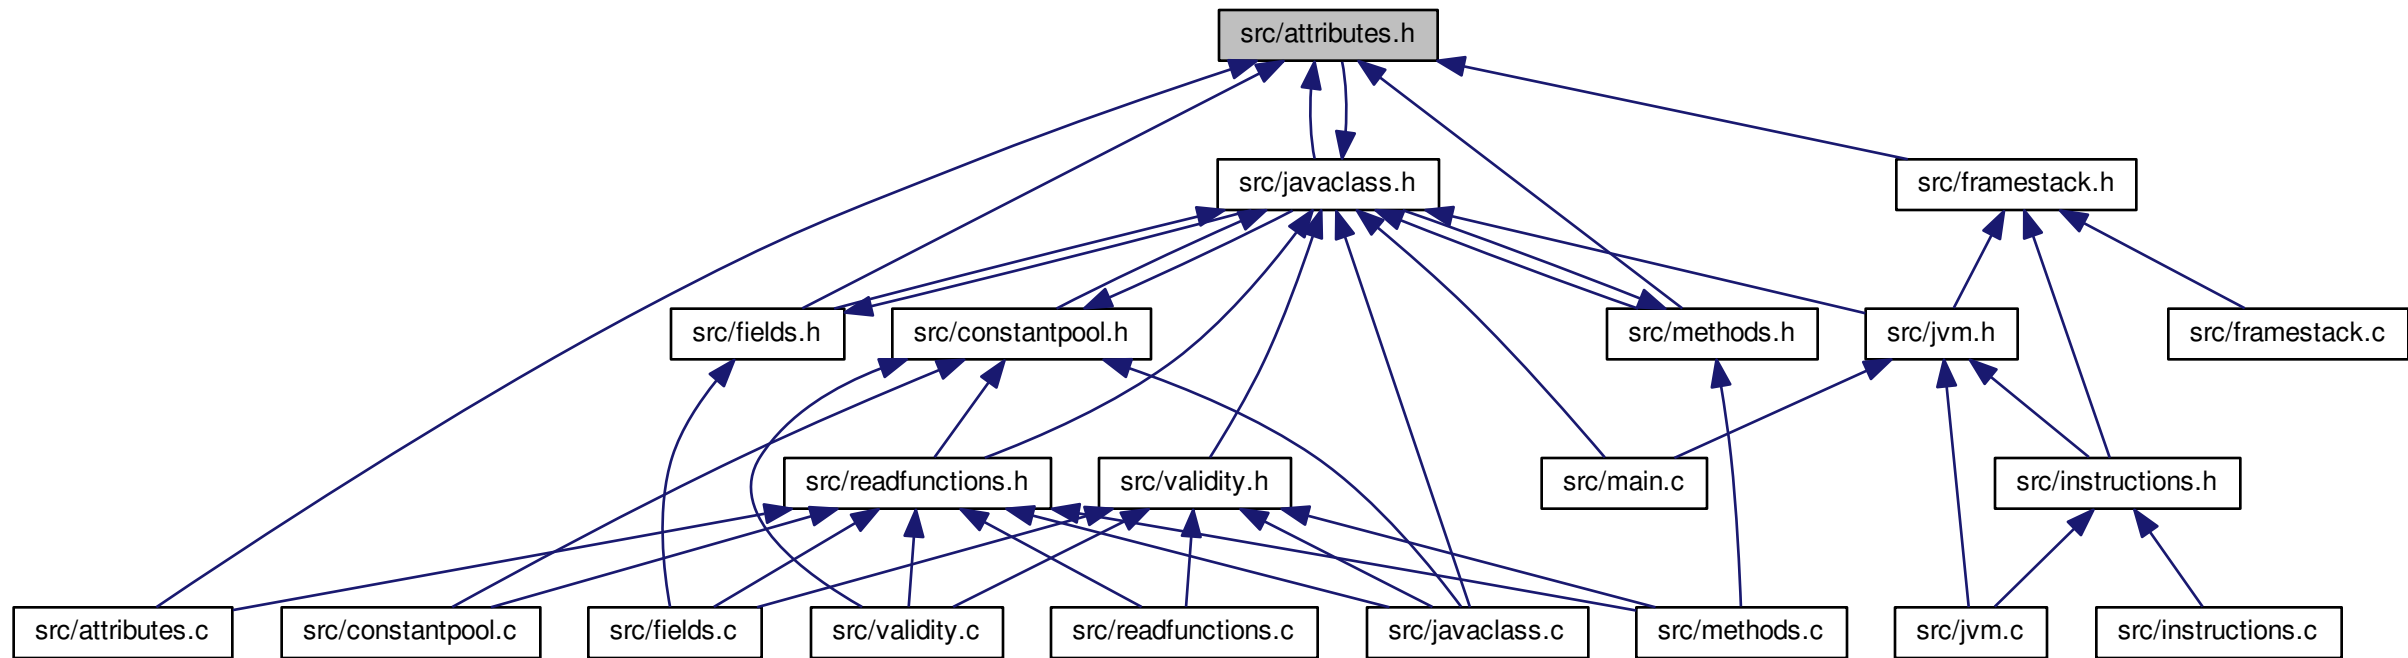 src/attributes.h
src/javaclass.h
src/framestack.h
src/fields.h
src/constantpool.h
src/methods.h
src/jvm.h
src/framestack.c
src/readfunctions.h
src/validity.h
src/main.c
src/instructions.h
src/attributes.c
src/constantpool.c
src/fields.c
src/validity.c
src/readfunctions.c
src/javaclass.c
src/methods.c
src/jvm.c
src/instructions.c